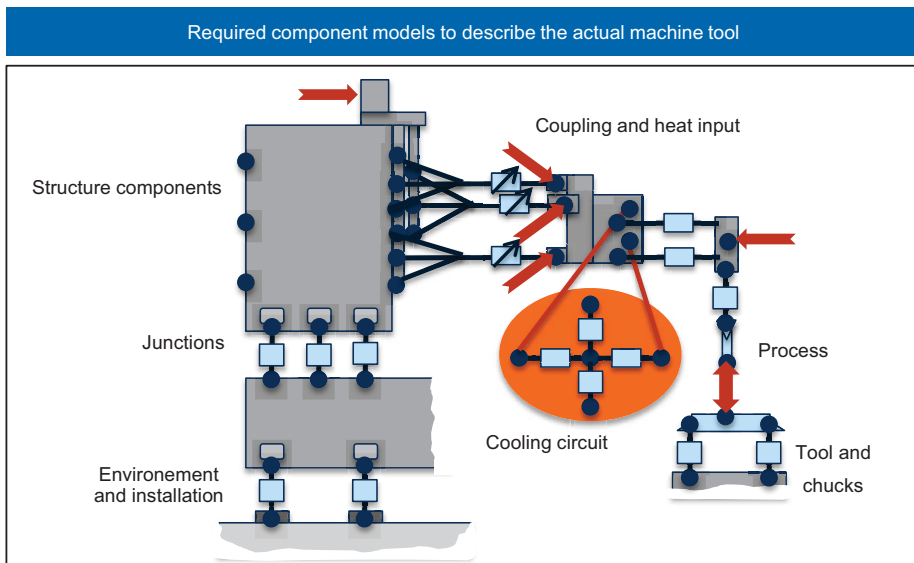 Required component models to describe the actual machine tool
Coupling and heat input
Structure components
Junctions
Process
Cooling circuit
Environement
and installation
Tool and
chucks